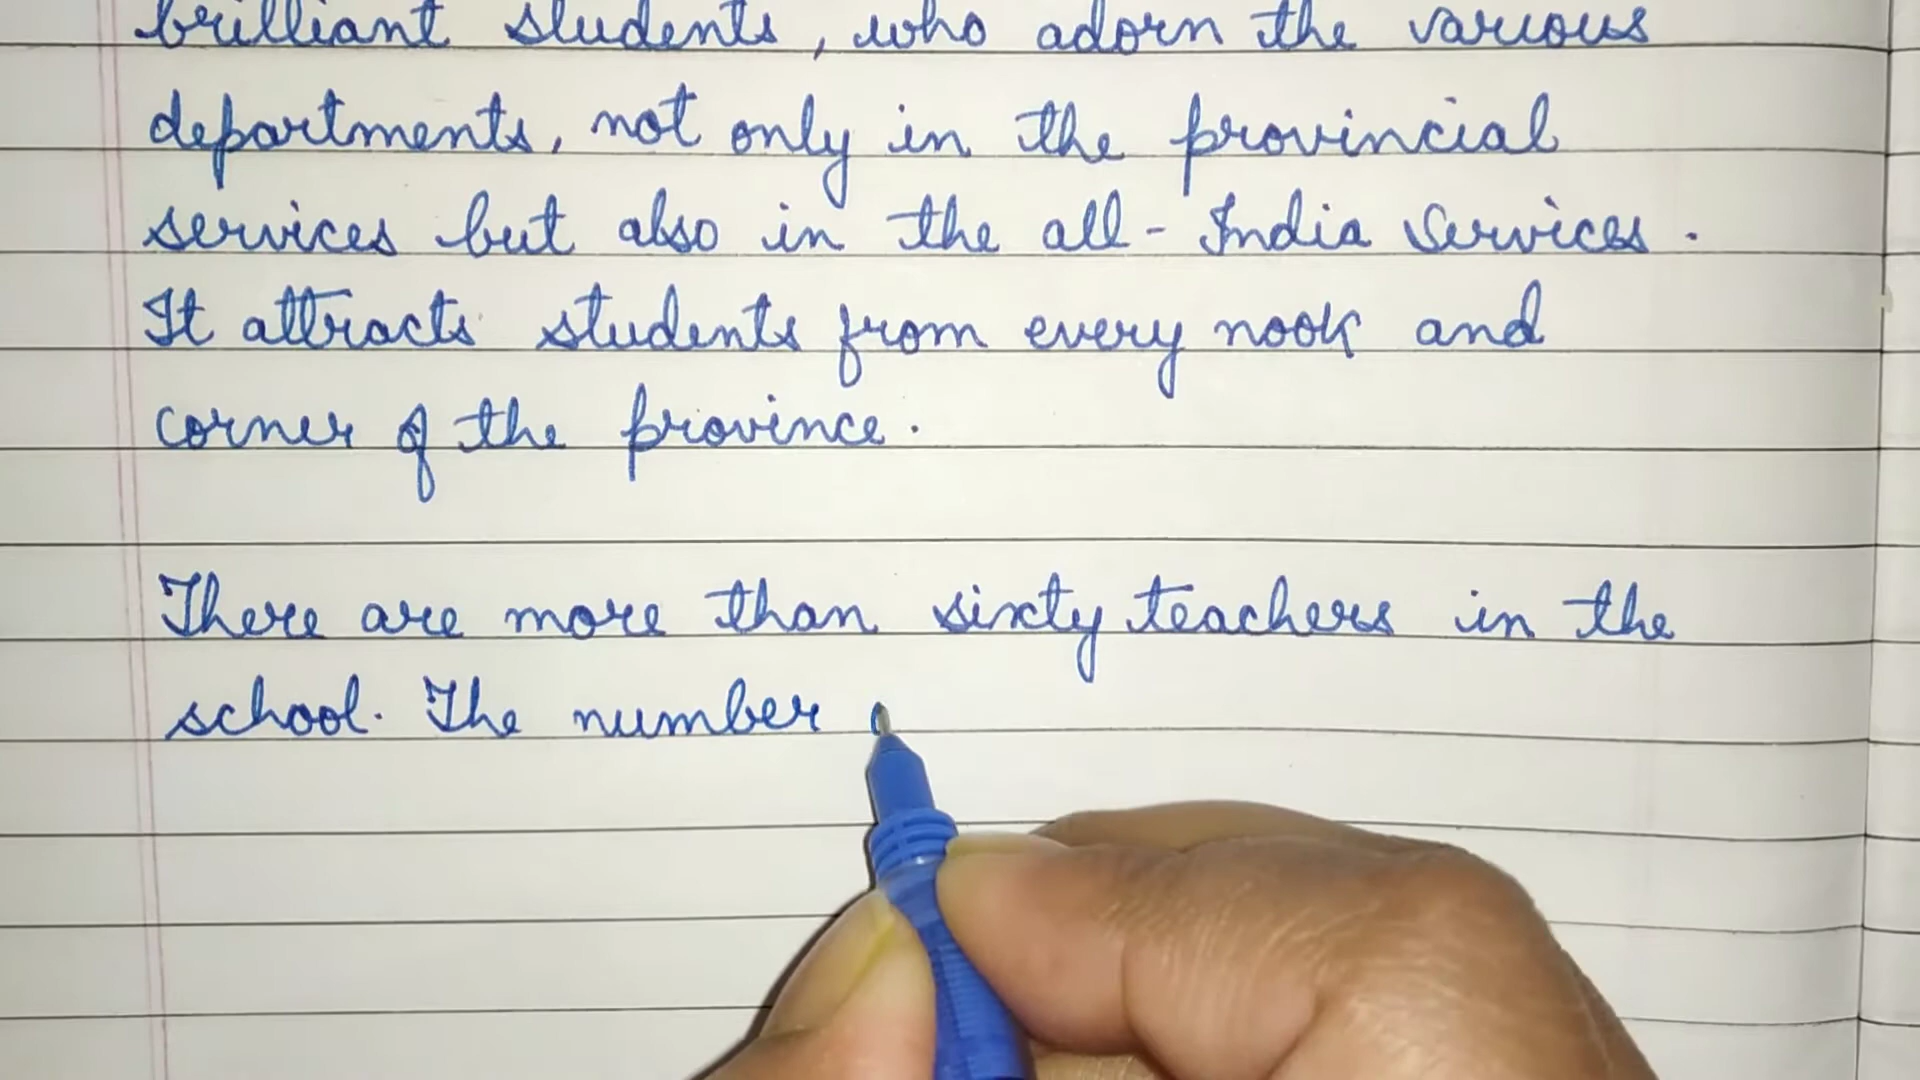 brilliant students, who adorn the various
departments, not only in the provincial
services but also in the all-India Services.
It attracts students from every nook and
corner of the province.
There are more than sixty teachers in the
school. The number